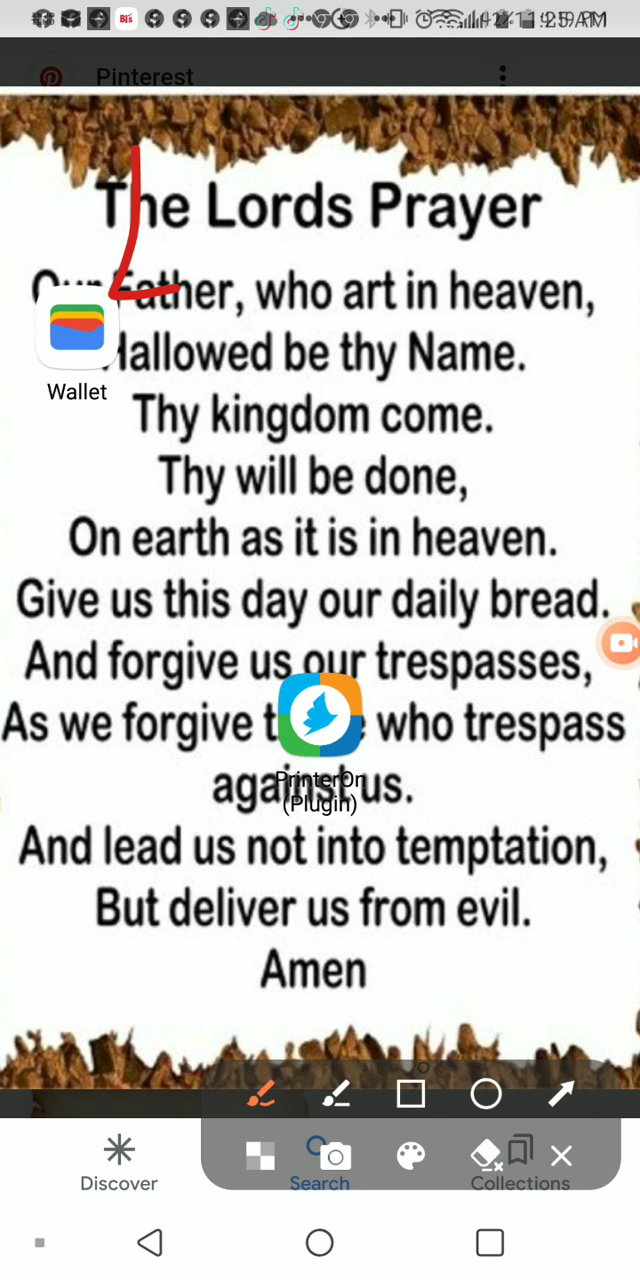 Pinterest
The Lords Prayer
Our Father, who art in heaven,
Hallowed be thy Name.
Wallet
Thy kingdom come.
Thy will be done,
On earth as it is in heaven.
Give us this day our daily bread.
And forgive us our trespasses,
As we forgive who trespass
against us.
PrinterOn
(Plugin)
And lead us not into temptation,
But deliver us from evil.
Amen
Discover
Search
Collections